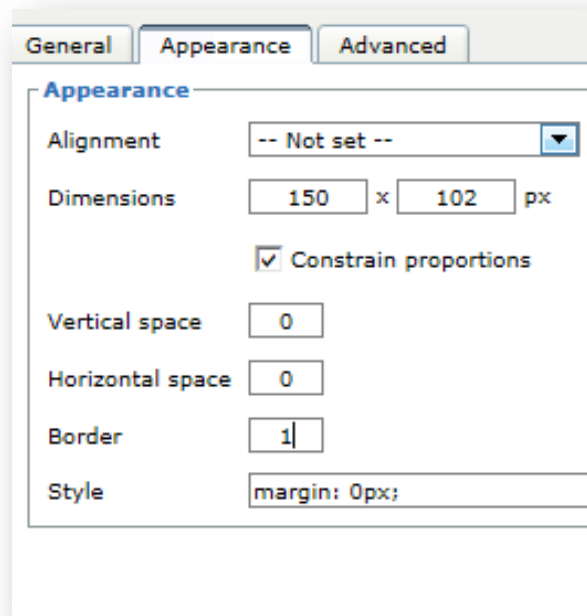 General Appearance Advanced
Appearance
Alignment -- Not set --
Dimensions 150 x 102 px
Constrain proportions
Vertical space 0
Horizontal space 0
Border 1
Style margin: 0px;